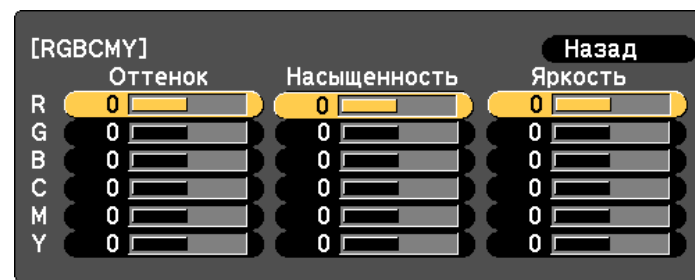 [RGBCMY] Назад
Оттенок Насыщенность Яркость
R 0 0 0
G 0 0 0
B 0 0 0
C 0 0 0
M 0 0 0
Y 0 0 0